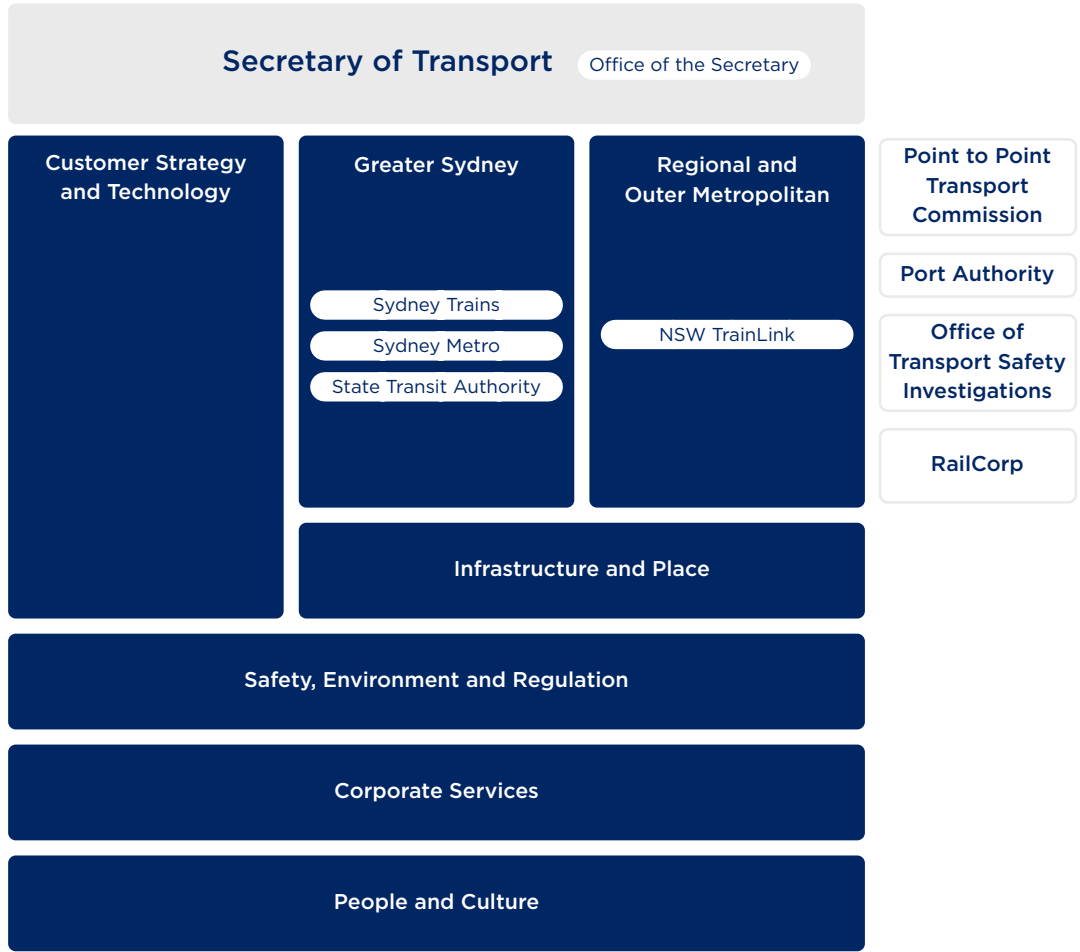 Secretary of Transport
Office of the Secretary
Customer Strategy
and Technology
Greater Sydney
Sydney Trains
Sydney Metro
State Transit Authority
Regional and
Outer Metropolitan
NSW TrainLink
Point to Point
Transport
Commission
Port Authority
Office of
Transport Safety
Investigations
RailCorp
Infrastructure and Place
Safety, Environment and Regulation
Corporate Services
People and Culture